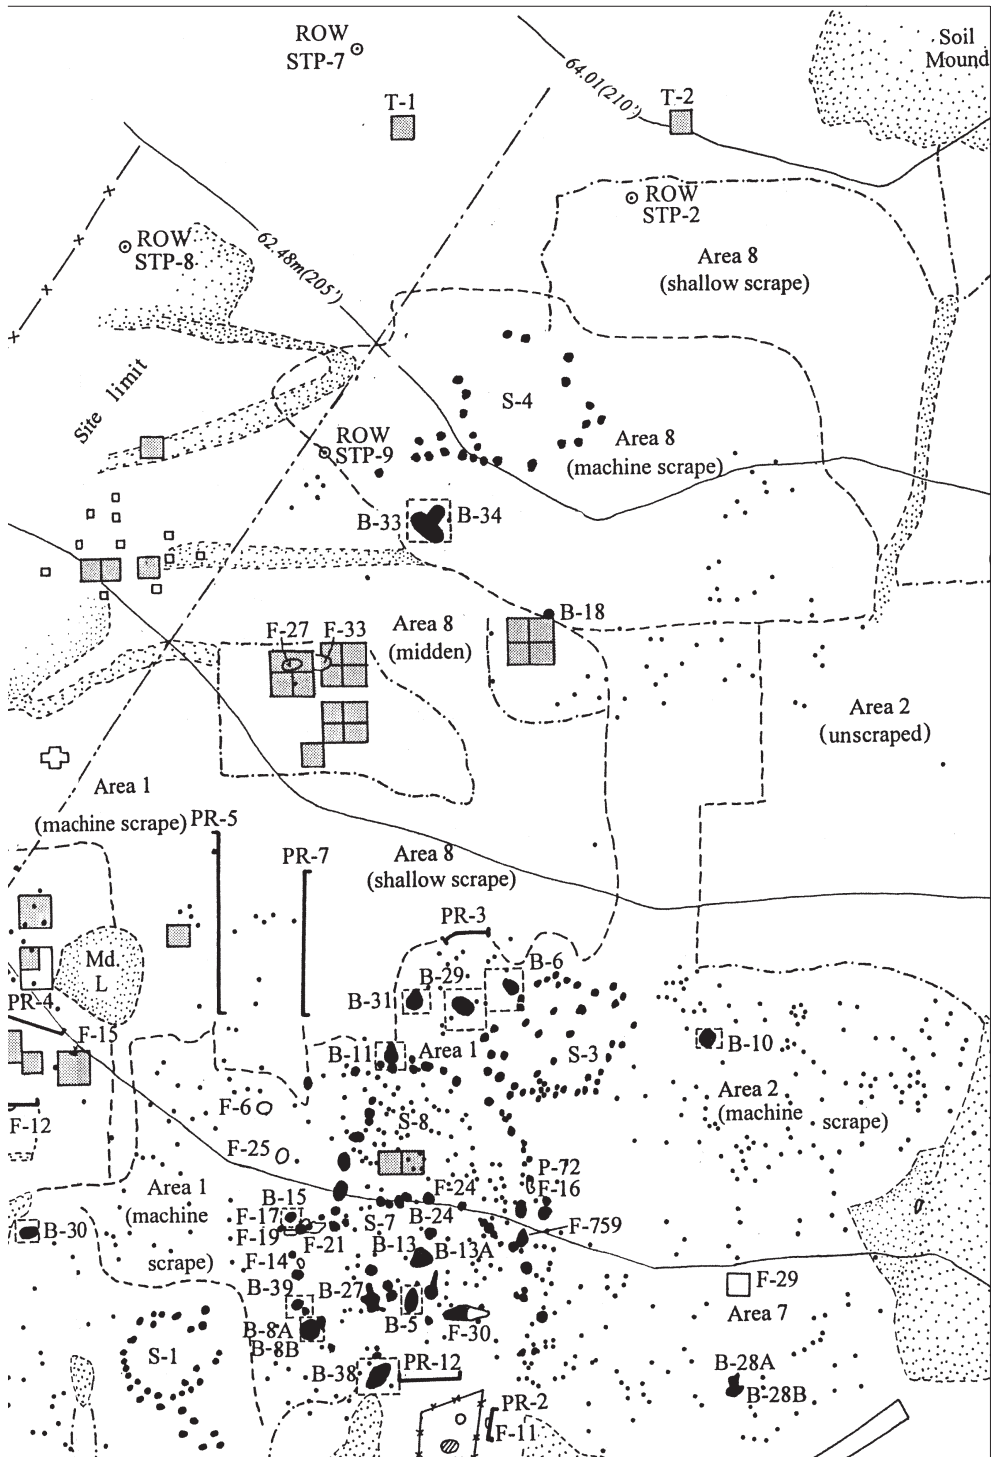 ROW
STP-7
Soil
Mound
64.01(210')
T-1
T-2
ROW
STP-2
ROW
STP-8
62.48m(205')
Area 8
(shallow scrape)
Site limit
S-4
ROW
STP-9
Area 8
(machine scrape)
B-33
B-34
B-18
F-27
F-33
Area 8
(midden)
Area 2
(unscraped)
Area 1
(machine scrape)
PR-5
PR-7
Area 8
(shallow scrape)
PR-3
Md.
L
B-29
B-6
B-31
PR-4
F-15
B-11
Area 1
S-3
B-10
F-6
Area 2
(machine
scrape)
F-12
S-8
F-25
P-72
F-16
Area 1
(machine
scrape)
B-15
F-24
F-17
S-7
B-24
F-759
B-30
F-19
F-21
B-13
B-13A
F-14
F-29
B-39
B-27
Area 7
B-5
F-30
B-8A
B-8B
S-1
B-38
PR-12
B-28A
B-28B
PR-2
F-11